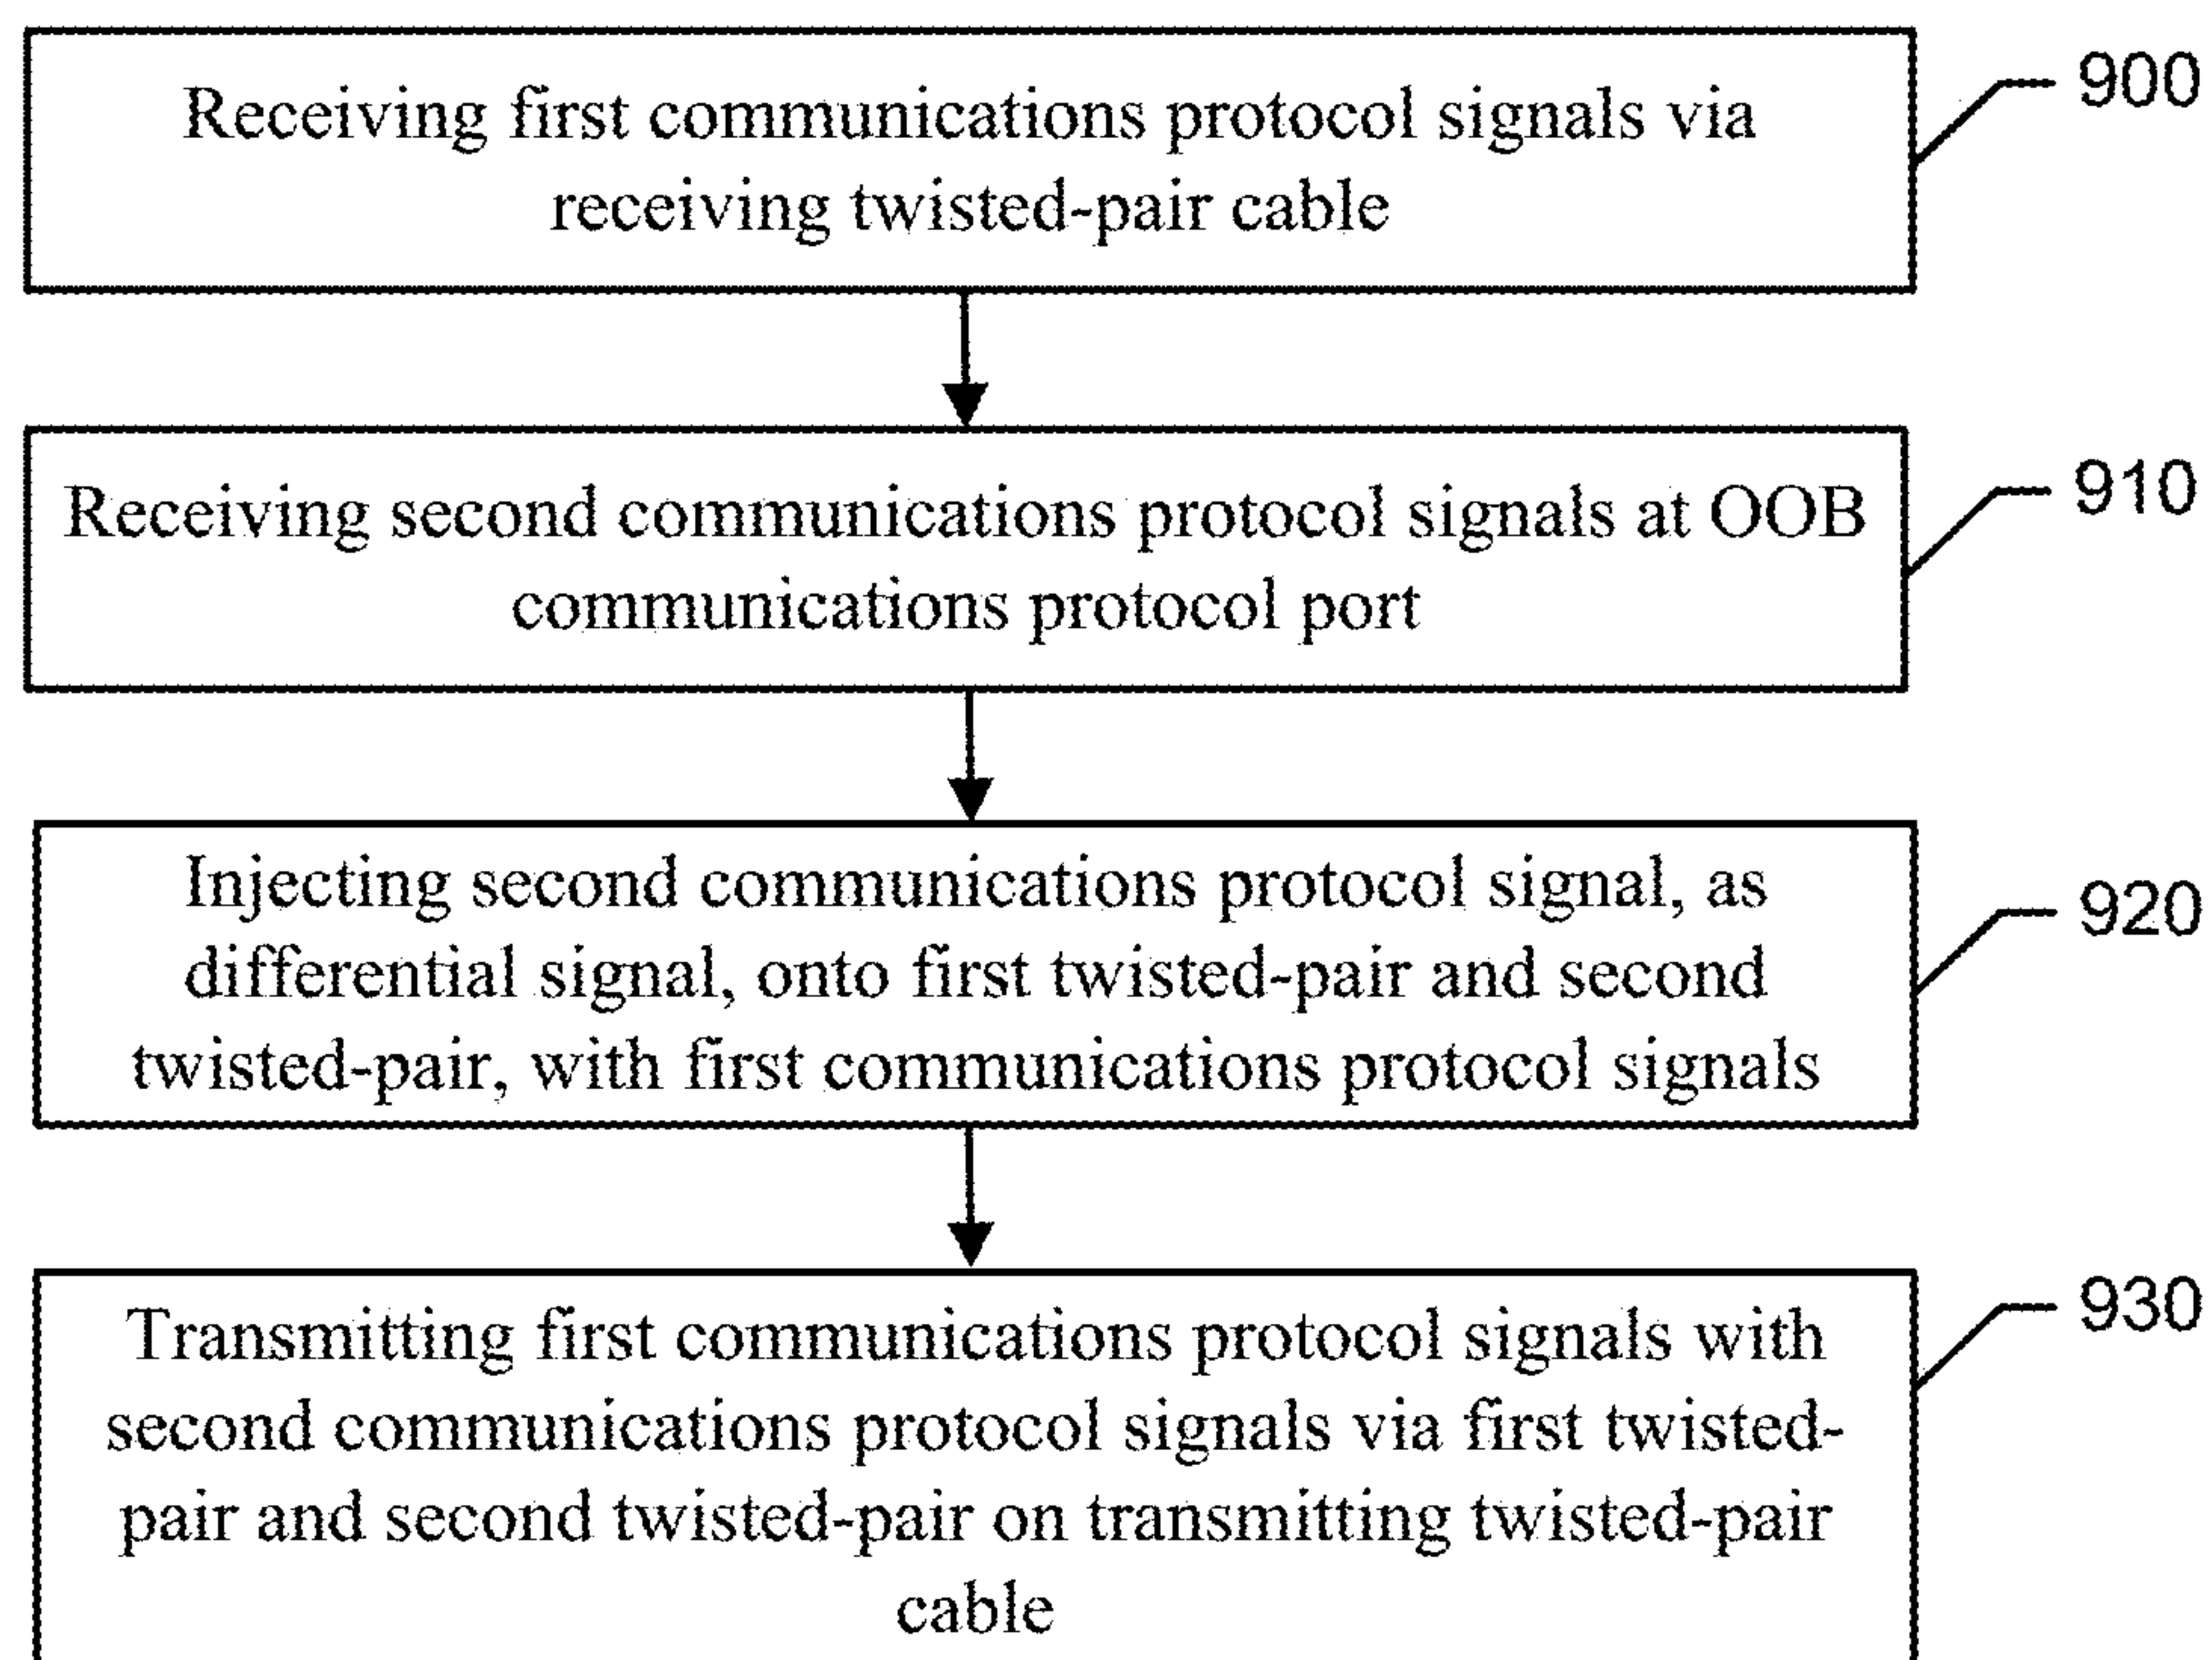 Receiving first communications protocol signals via
receiving twisted-pair cable
900
Receiving second communications protocol signals at OOB
communications protocol port
910
Injecting second communications protocol signal, as
differential signal, onto first twisted-pair and second
twisted-pair, with first communications protocol signals
920
Transmitting first communications protocol signals with
second communications protocol signals via first twisted-
pair and second twisted-pair on transmitting twisted-pair
cable
930